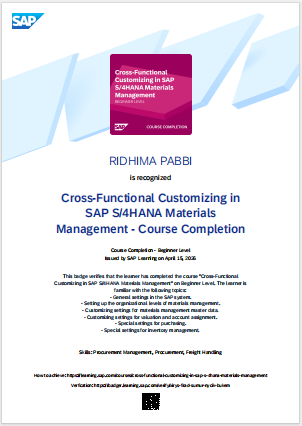 SAP
Cross-Functional
Customizing in SAP
S/4HANA Materials
Management
BEGINNER LEVEL
SAP
COURSE COMPLETION
RIDHIMA PABBI
is recognized
Cross-Functional Customizing in
SAP S/4HANA Materials
Management - Course Completion
Course Completion - Beginner Level
Issued by SAP Learning on April 15, 2026
This badge verifies that the learner has completed the course "Cross-Functional
Customizing in SAP S/4HANA Materials Management" on Beginner Level. The learner is
familiar with the following topics:
- General settings in the SAP system.
- Setting up the organizational levels of materials management.
- Customizing settings for materials management master data.
- Customizing settings for valuation and account assignment.
- Special settings for purchasing.
- Special settings for inventory management.
Skills: Procurement Management, Procurement, Freight Handling
How to achieve: https://learning.sap.com/courses/cross-functional-customizing-in-sap-s-4hana-materials-management
Verification: